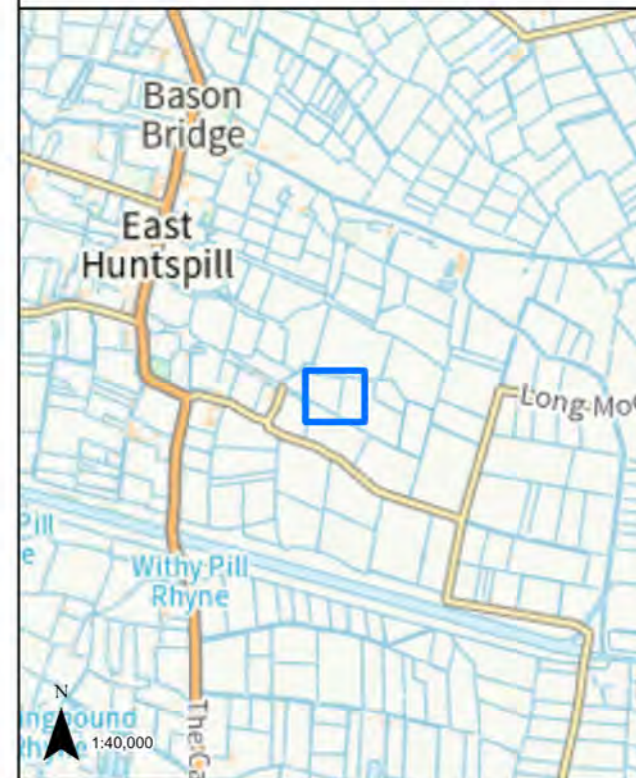 Bason
Bridge
East
Huntspill
Long-Mo
Pill
e
Withy Pill
Rhyne
N
1:40,000
The